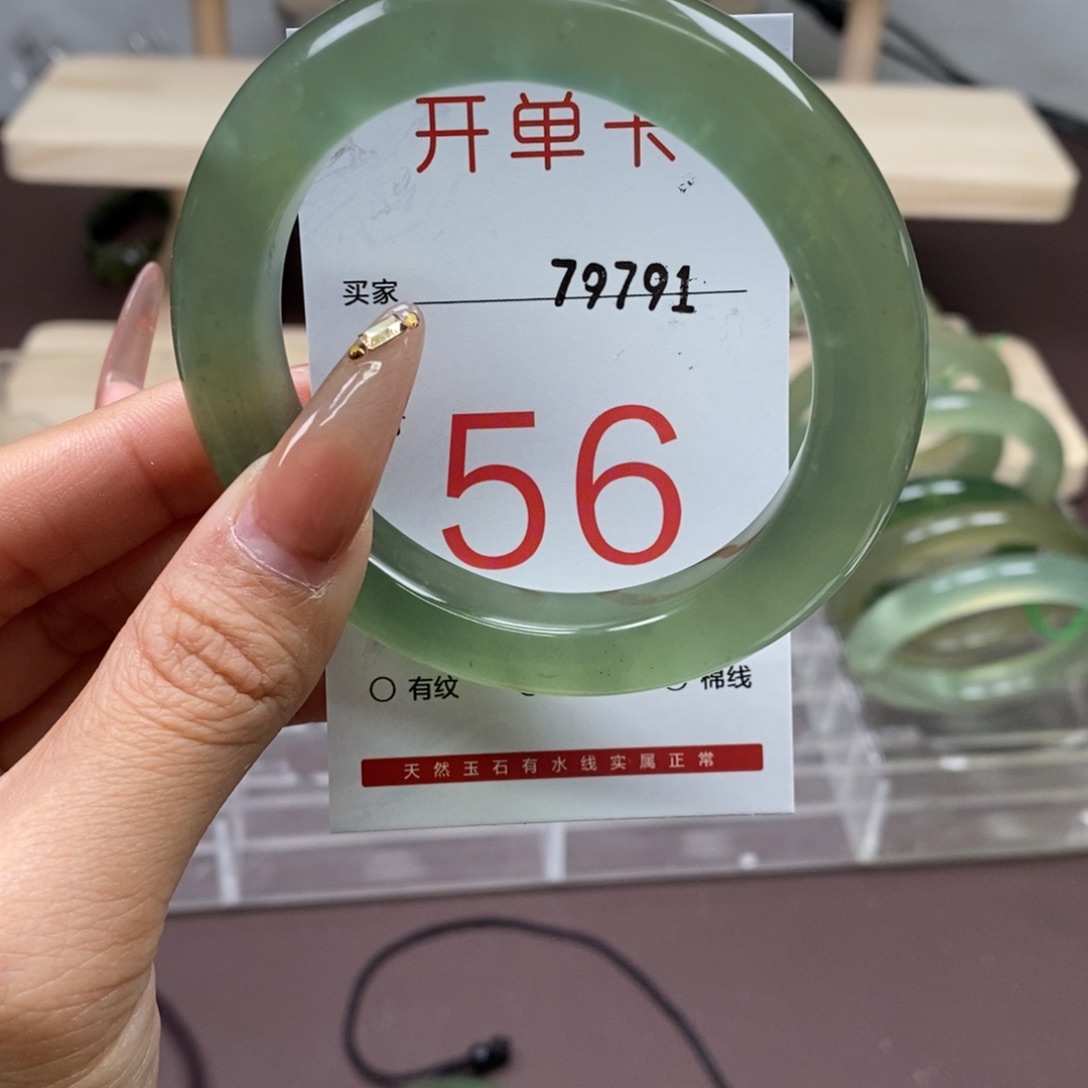 开单卡
买家 79791
56
有纹 棉线
天然玉石有水线实属正常